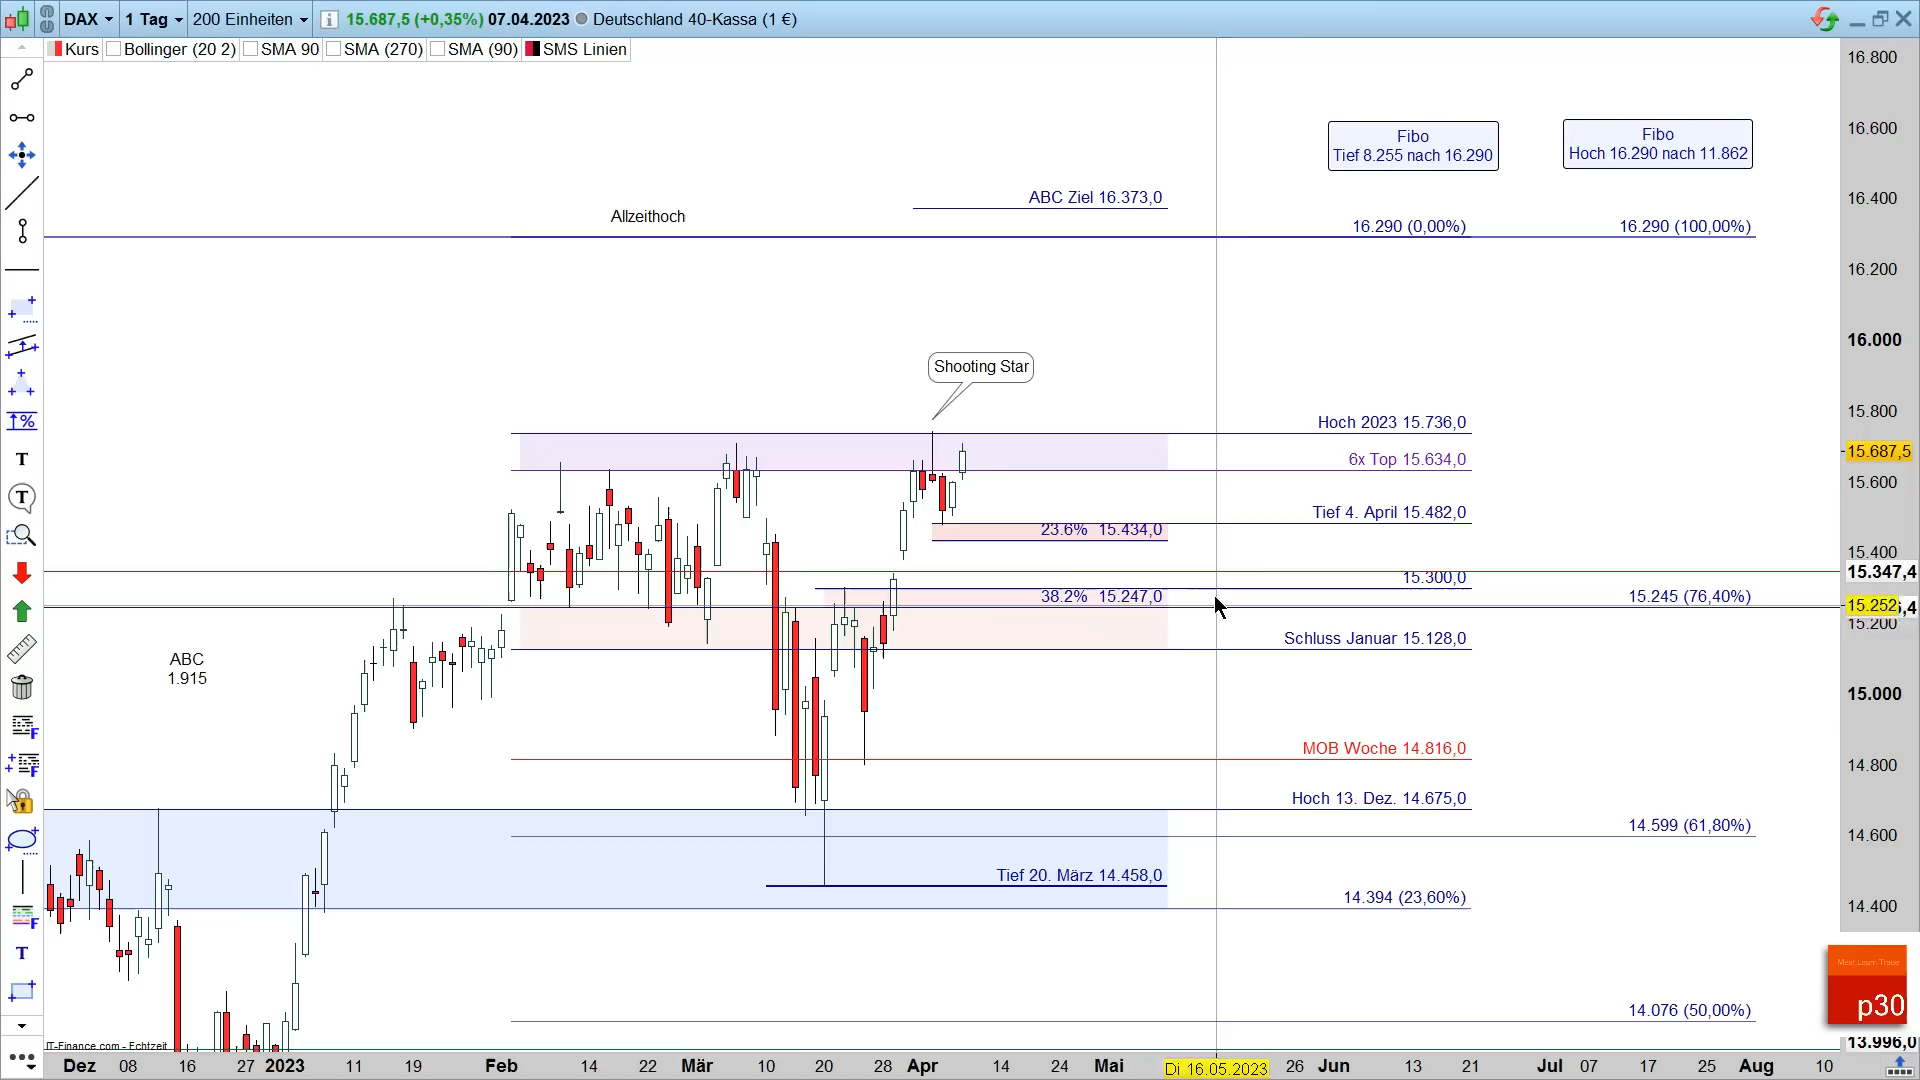 DAX 1 Tag 200 Einheiten 15.687,5 (+0,35%) 07.04.2023 Deutschland 40-Kassa (1 €)
Kurs Bollinger (20 2) SMA 90 SMA (270) SMA (90) SMS Linien
16.800
16.600
Fibo
Tief 8.255 nach 16.290
Fibo
Hoch 16.290 nach 11.862
ABC Ziel 16.373,0
16.400
Allzeithoch
16.290 (0,00%)
16.290 (100,00%)
16.200
16.000
Shooting Star
15.800
Hoch 2023 15.736,0
15.687,5
6x Top 15.634,0
15.600
Tief 4. April 15.482,0
23.6% 15.434,0
15.400
15.347,4
15.300,0
38.2% 15.247,0
15.245 (76,40%)
15.252
15.200
Schluss Januar 15.128,0
ABC
1.915
15.000
MOB Woche 14.816,0
14.800
Hoch 13. Dez. 14.675,0
14.599 (61,80%)
14.600
Tief 20. März 14.458,0
14.394 (23,60%)
14.400
Meet Learn Trade
p30
14.076 (50,00%)
13.996,0
IT-Finance.com - Echtzeit
Dez 08 16 27 2023 11 19 Feb 14 22 Mär 10 20 28 Apr 14 24 Mai Di 16.05.2023 26 Jun 13 21 Jul 07 17 25 Aug 10